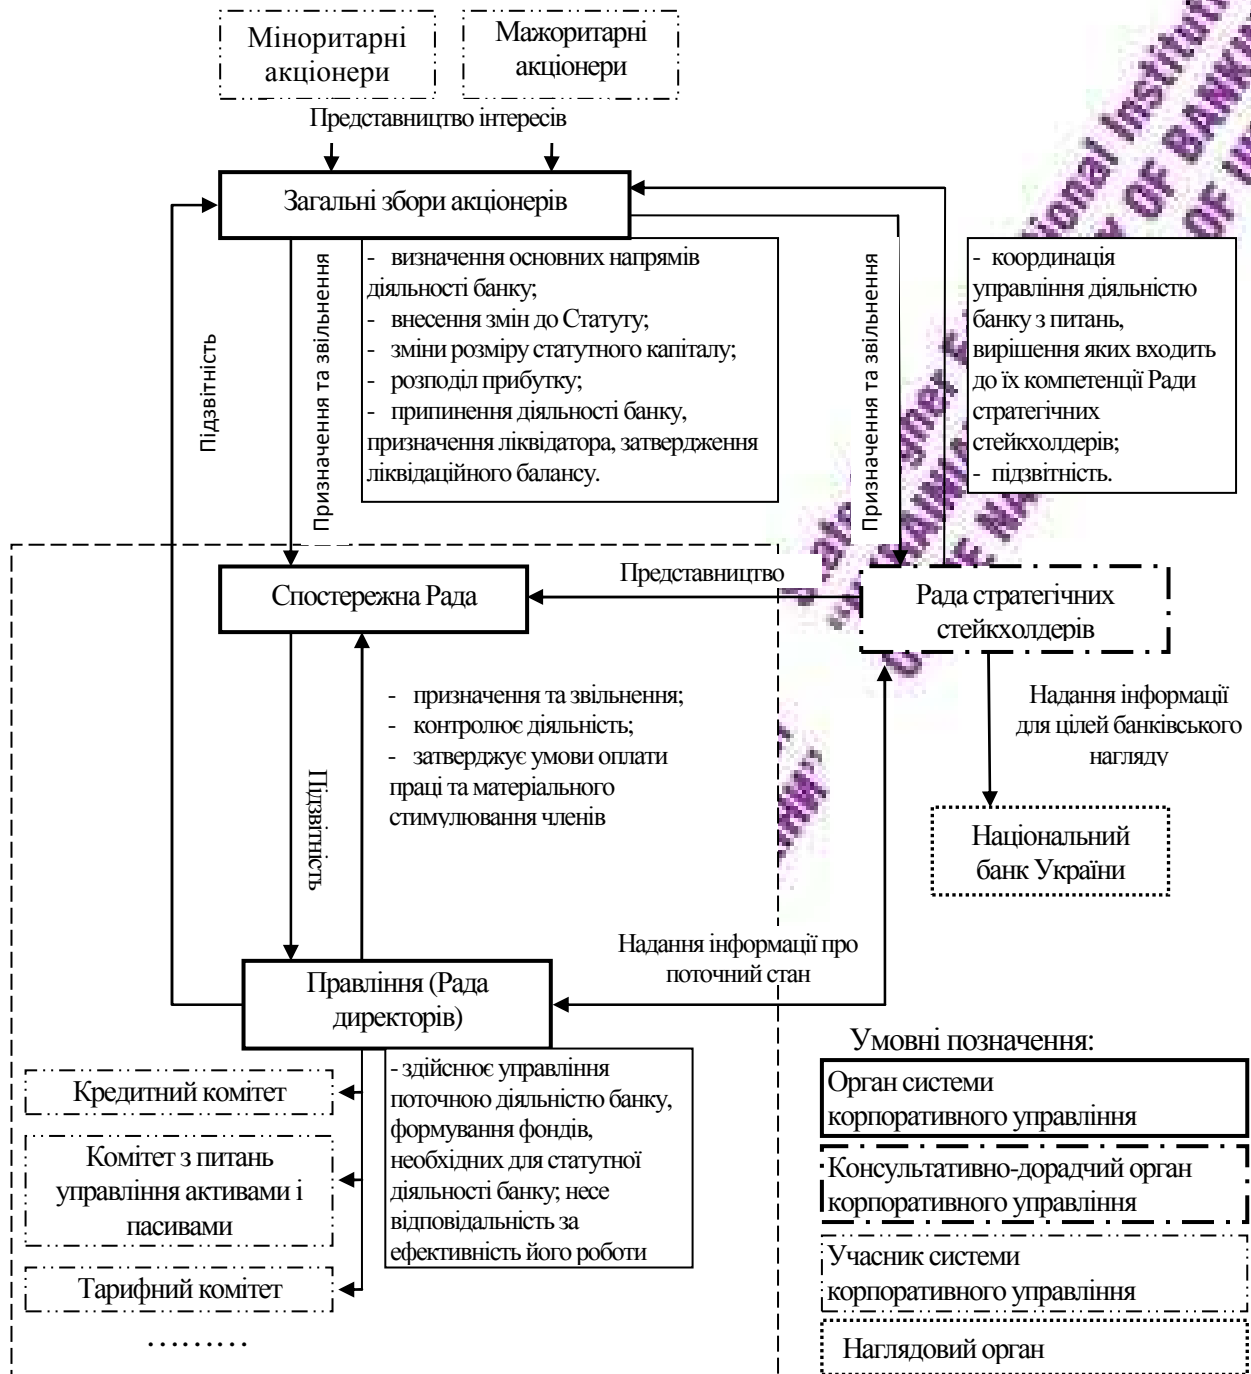 Міноритарні
акціонери
Мажоритарні
акціонери
Представництво інтересів
Загальні збори акціонерів
Підзвітність
Призначення та звільнення
- визначення основних напрямів
діяльності банку;
- внесення змін до Статуту;
- зміни розміру статутного капіталу;
- розподіл прибутку;
- припинення діяльності банку,
призначення ліквідатора, затвердження
ліквідаційного балансу.
Призначення та звільнення
- координація
управління діяльністю
банку з питань,
вирішення яких входить
до їх компетенції Ради
стратегічних
стейкхолдерів;
- підзвітність.
Спостережна Рада
Представництво
Рада стратегічних
стейкхолдерів
Підзвітність
- призначення та звільнення;
- контролює діяльність;
- затверджує умови оплати
праці та матеріального
стимулювання членів
Надання інформації
для цілей банківського
нагляду
Національний
банк України
Надання інформації про
поточний стан
Правління (Рада
директорів)
- здійснює управління
поточною діяльністю банку,
формування фондів,
необхідних для статутної
діяльності банку; несе
відповідальність за
ефективність його роботи
Кредитний комітет
Комітет з питань
управління активами і
пасивами
Тарифний комітет
………
Умовні позначення:
Орган системи
корпоративного управління
Консультативно-дорадчий орган
корпоративного управління
Учасник системи
корпоративного управління
Наглядовий орган
ional Institut
OF BANK
OF